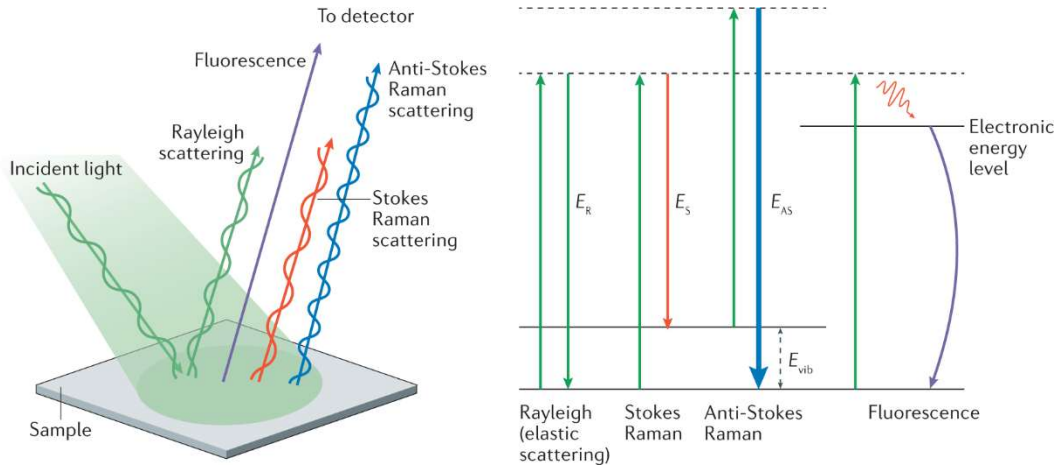 To detector
Fluorescence
Anti-Stokes
Raman
scattering
Rayleigh
scattering
Incident light
Stokes
Raman
scattering
Sample
E_R
E_S
E_AS
E_vib
Electronic
energy
level
Rayleigh
(elastic
scattering)
Stokes
Raman
Anti-Stokes
Raman
Fluorescence